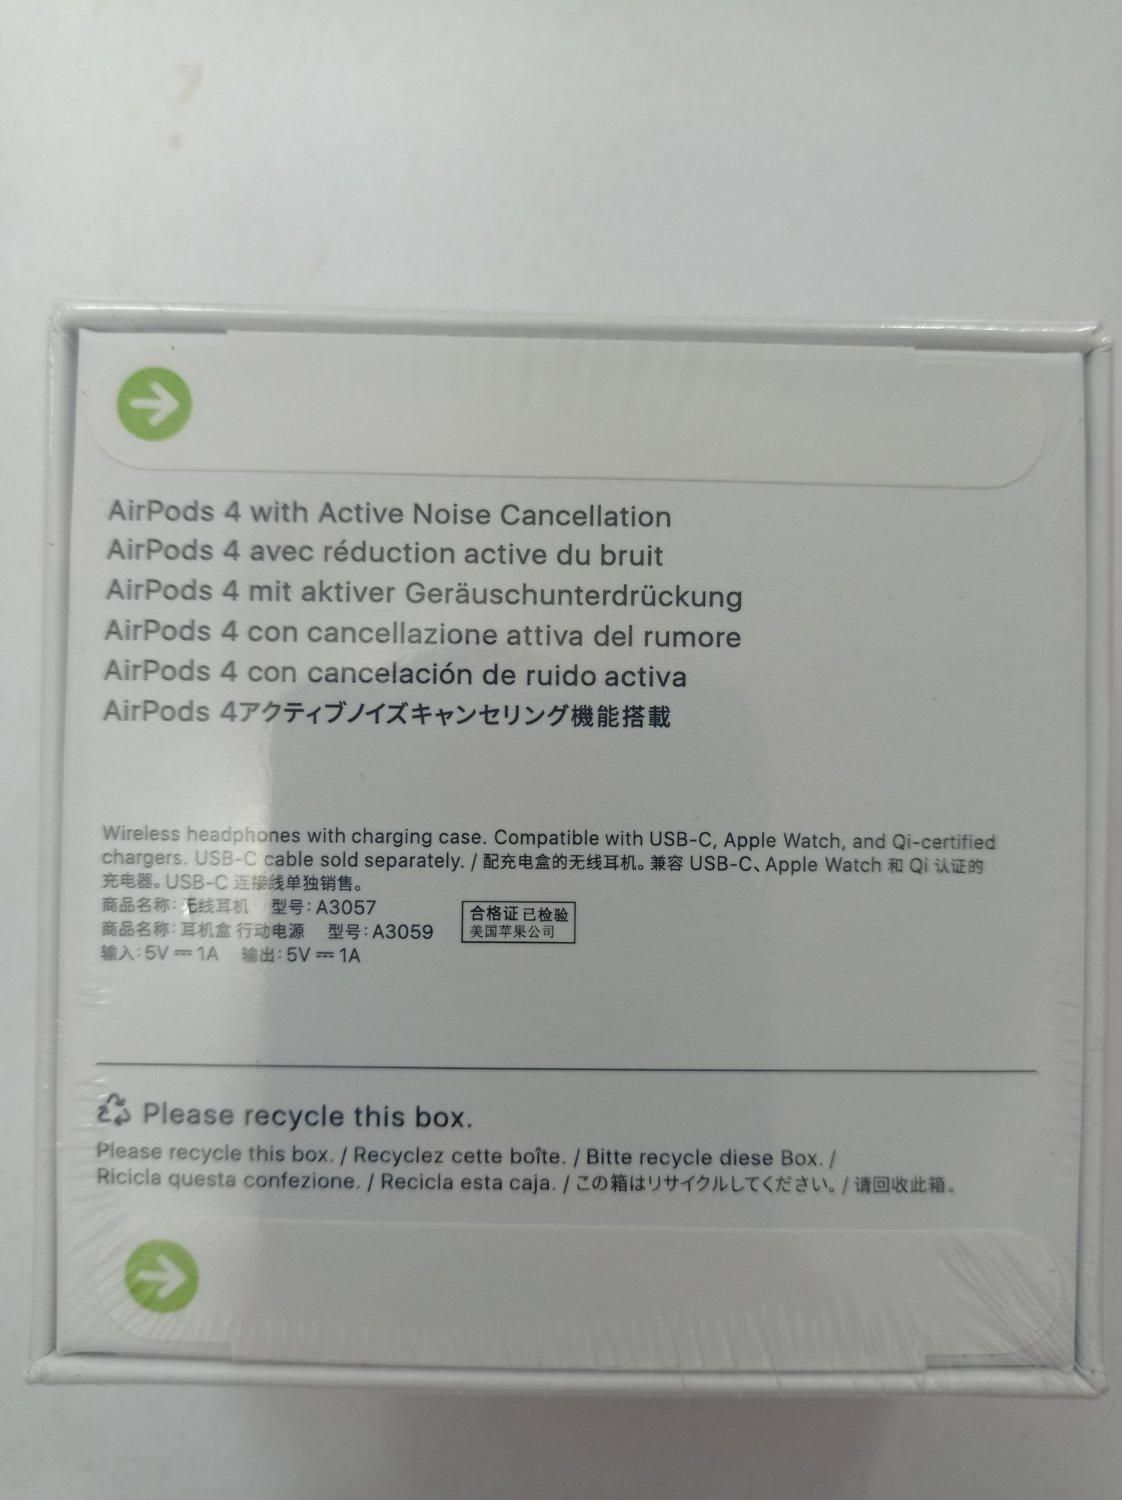 AirPods 4 with Active Noise Cancellation
AirPods 4 avec réduction active du bruit
AirPods 4 mit aktiver Geräuschunterdrückung
AirPods 4 con cancellazione attiva del rumore
AirPods 4 con cancelación de ruido activa
AirPods 4アクティブノイズキャンセリング機能搭載
Wireless headphones with charging case. Compatible with USB-C, Apple Watch, and Qi-certified
chargers. USB-C cable sold separately. / 配充电盒的无线耳机。兼容 USB-C、Apple Watch 和 Qi 认证的
充电器。USB-C 连接线单独销售。
商品名称：无线耳机 型号：A3057
商品名称：耳机盒 行动电源 型号：A3059
输入：5V ⎓ 1A 输出：5V ⎓ 1A
合格证 已检验
美国苹果公司
Please recycle this box.
Please recycle this box. / Recyclez cette boîte. / Bitte recycle diese Box. /
Ricicla questa confezione. / Recicla esta caja. / この箱はリサイクルしてください。/ 请回收此箱。